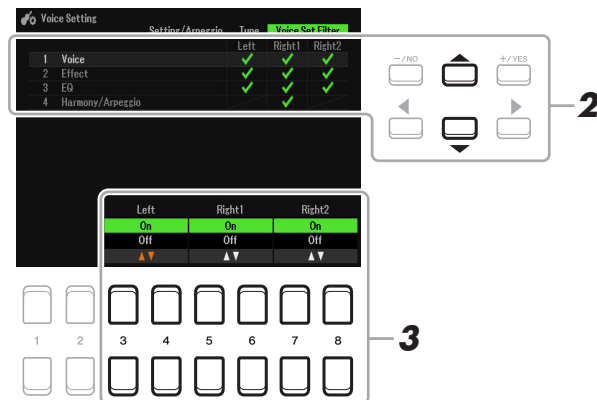 Voice Setting
Setting/Arpeggio Type Voice Set Filter
Left Right1 Right2
1 Voice
2 Effect
3 EQ
4 Harmony/Arpeggio
–/NO +/YES
2
Left Right1 Right2
On On On
Off Off Off
1 2 3 4 5 6 7 8
3